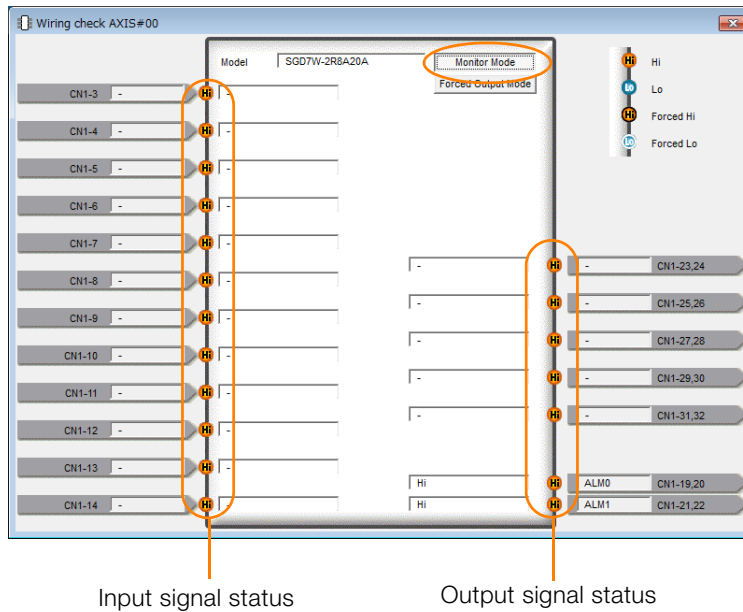 Wiring check AXIS#00
Model SGD7W-2R8A20A Monitor Mode
Forced Output Mode
Hi Hi
Lo Lo
Hi Forced Hi
Lo Forced Lo
CN1-3 - Hi -
CN1-4 - Hi -
CN1-5 - Hi -
CN1-6 - Hi -
CN1-7 - Hi -
- Hi - CN1-23,24
CN1-8 - Hi -
- Hi - CN1-25,26
CN1-9 - Hi -
- Hi - CN1-27,28
CN1-10 - Hi -
- Hi - CN1-29,30
CN1-11 - Hi -
- Hi - CN1-31,32
CN1-12 - Hi -
CN1-13 - Hi -
Hi Hi ALM0 CN1-19,20
CN1-14 - Hi -
Hi Hi ALM1 CN1-21,22
Input signal status
Output signal status